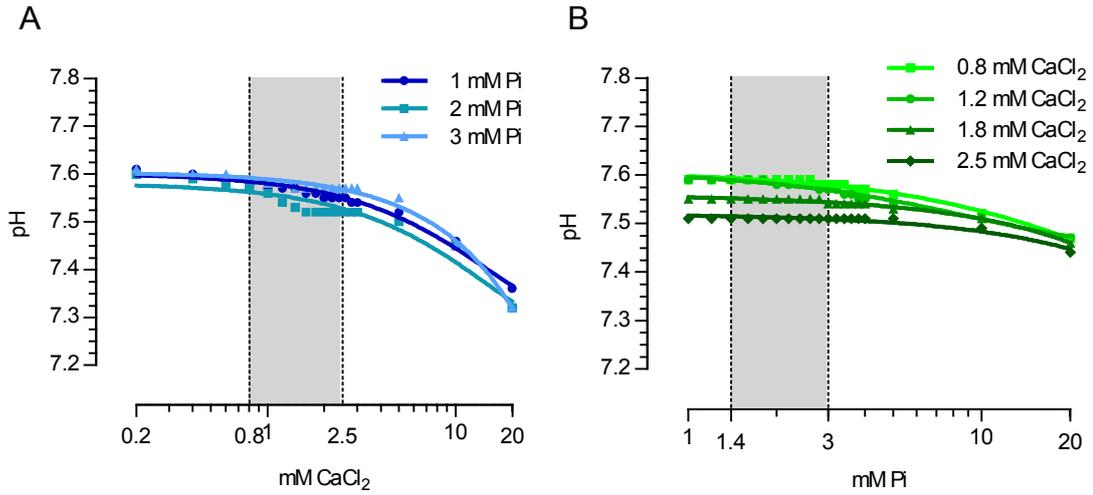 A
7.8
7.7
7.6
7.5
7.4
7.3
7.2
pH
1 mM Pi
2 mM Pi
3 mM Pi
0.2
0.8
1
2.5
10
20
mM CaCl₂
B
7.8
7.7
7.6
7.5
7.4
7.3
7.2
pH
0.8 mM CaCl₂
1.2 mM CaCl₂
1.8 mM CaCl₂
2.5 mM CaCl₂
1
1.4
3
10
20
mM Pi